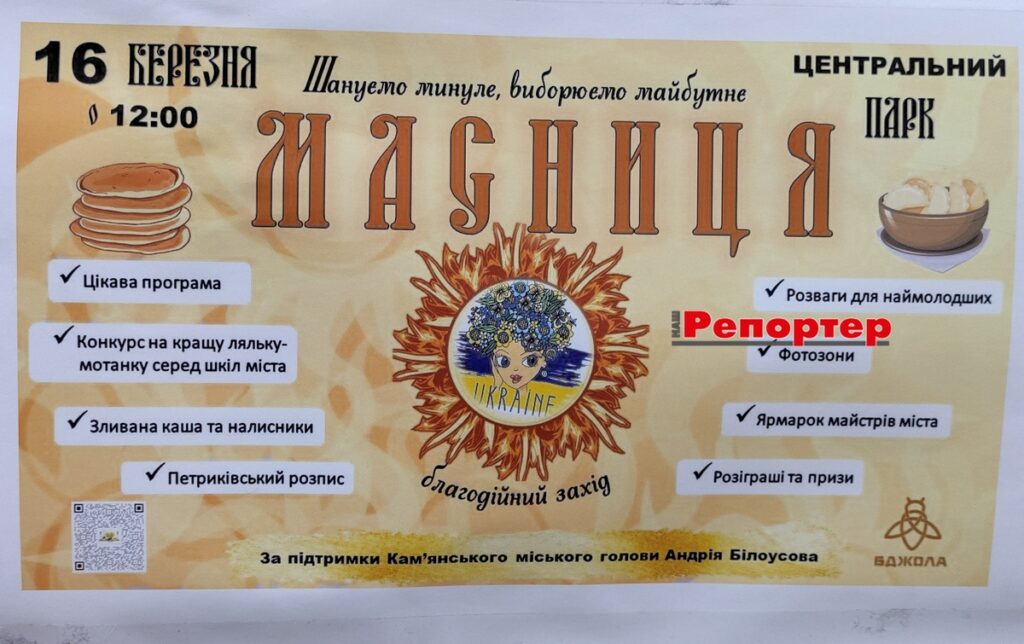 16 БЕРЕЗНЯ
О 12:00
Шануємо минуле, виборюємо майбутнє
ЦЕНТРАЛЬНИЙ
ПАРК
МАСНИЦЯ
Цікава програма
Конкурс на кращу ляльку-
мотанку серед шкіл міста
Зливана каша та налисники
Петриківський розпис
UKRAINE
благодійний захід
Розваги для наймолодших
НАШ Репортер
Фотозони
Ярмарок майстрів міста
Розіграші та призи
За підтримки Кам'янського міського голови Андрія Білоусова
БДЖОЛА